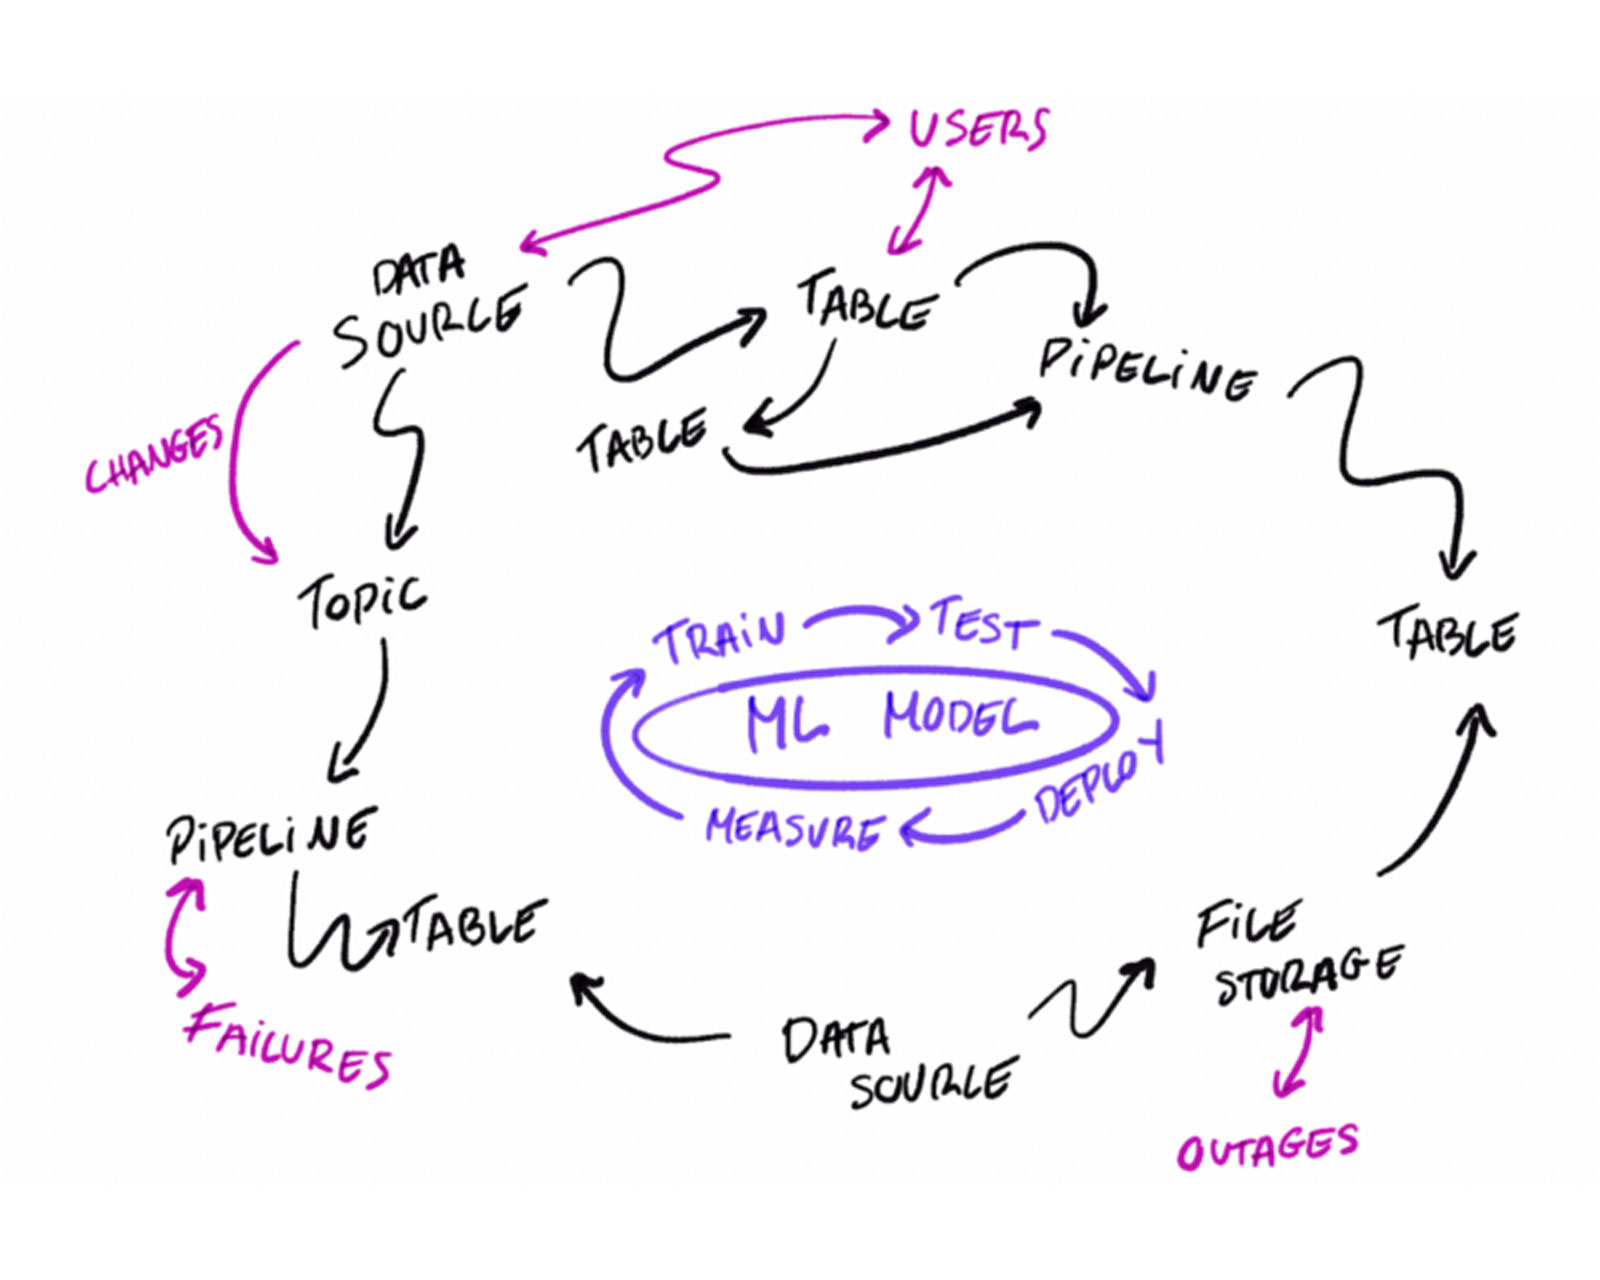 USERS
DATA
SOURCE
TABLE
PIPELINE
CHANGES
TABLE
TOPIC
TRAIN
TEST
TABLE
ML MODEL
DEPLOY
MEASURE
PIPELINE
TABLE
FILE
STORAGE
FAILURES
DATA
SOURCE
OUTAGES